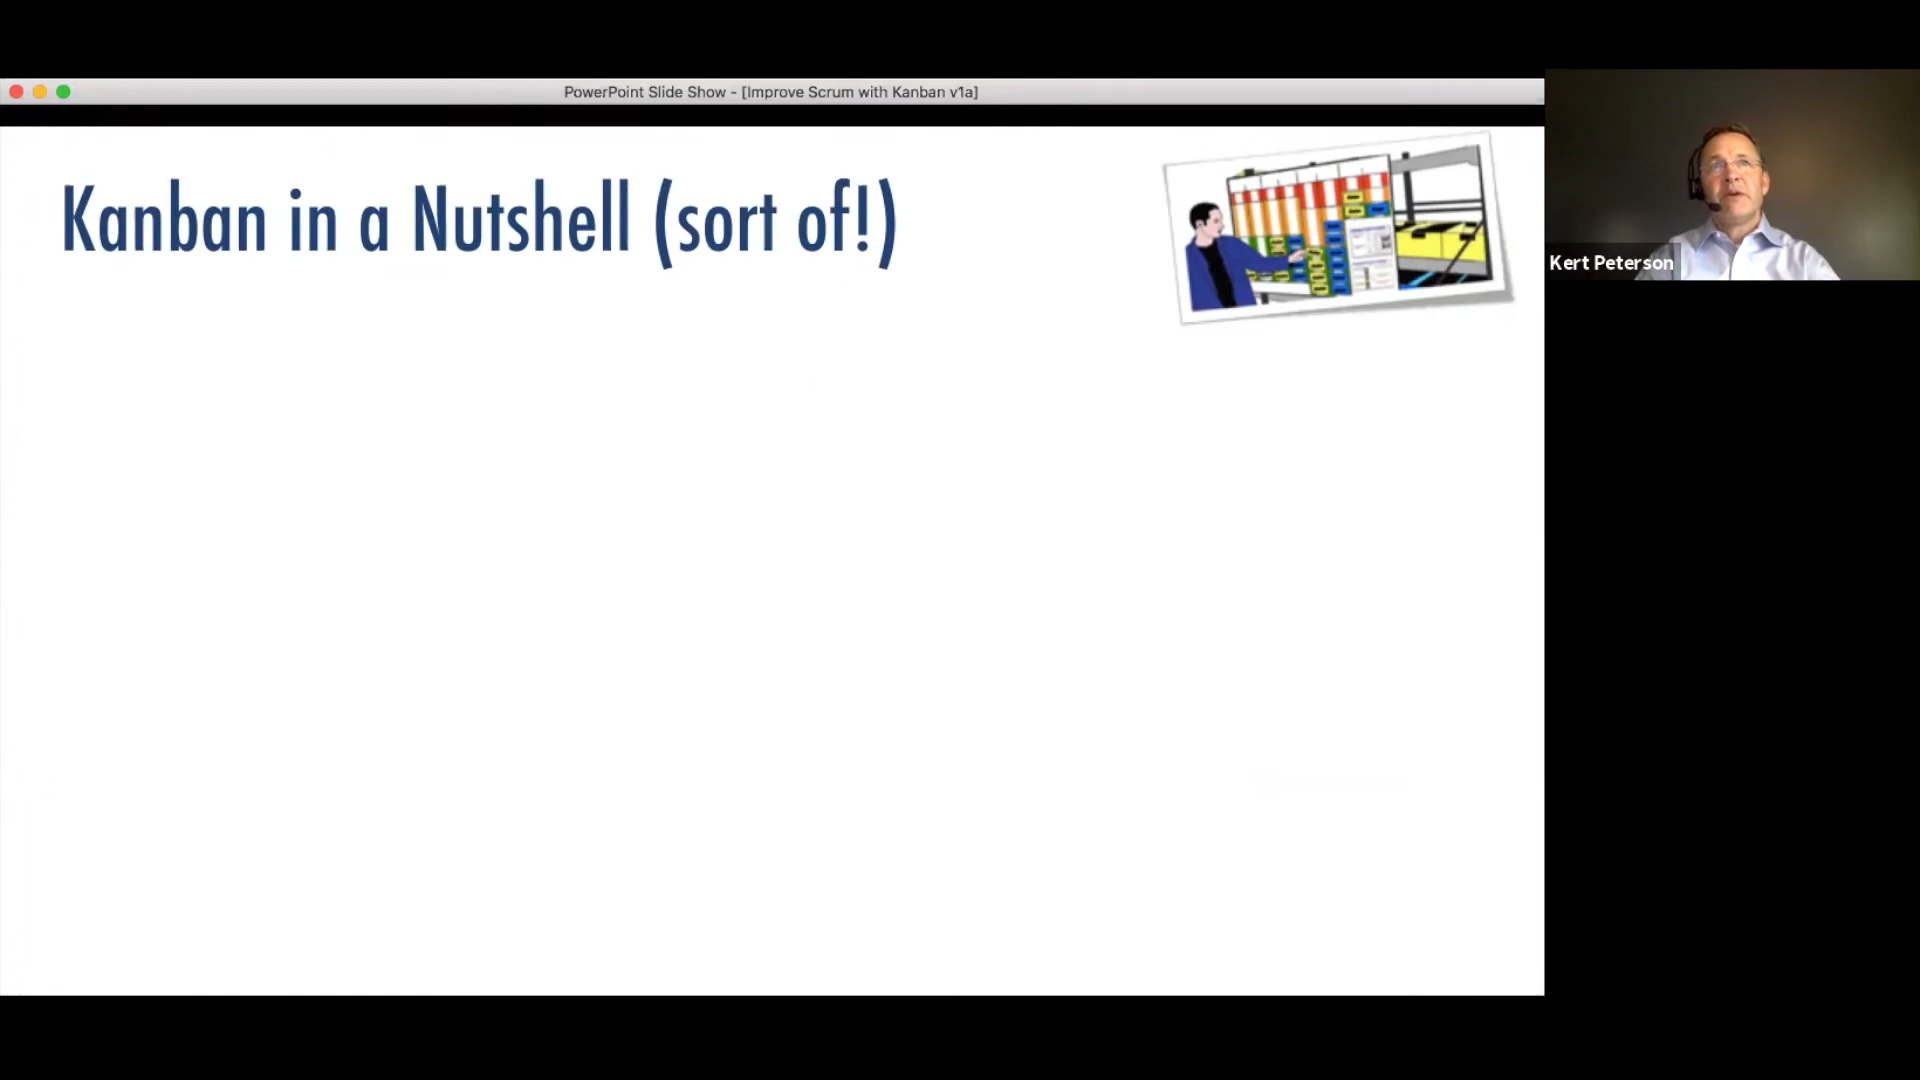 PowerPoint Slide Show - [Improve Scrum with Kanban v1a]
Kanban in a Nutshell (sort of!)
Kert Peterson